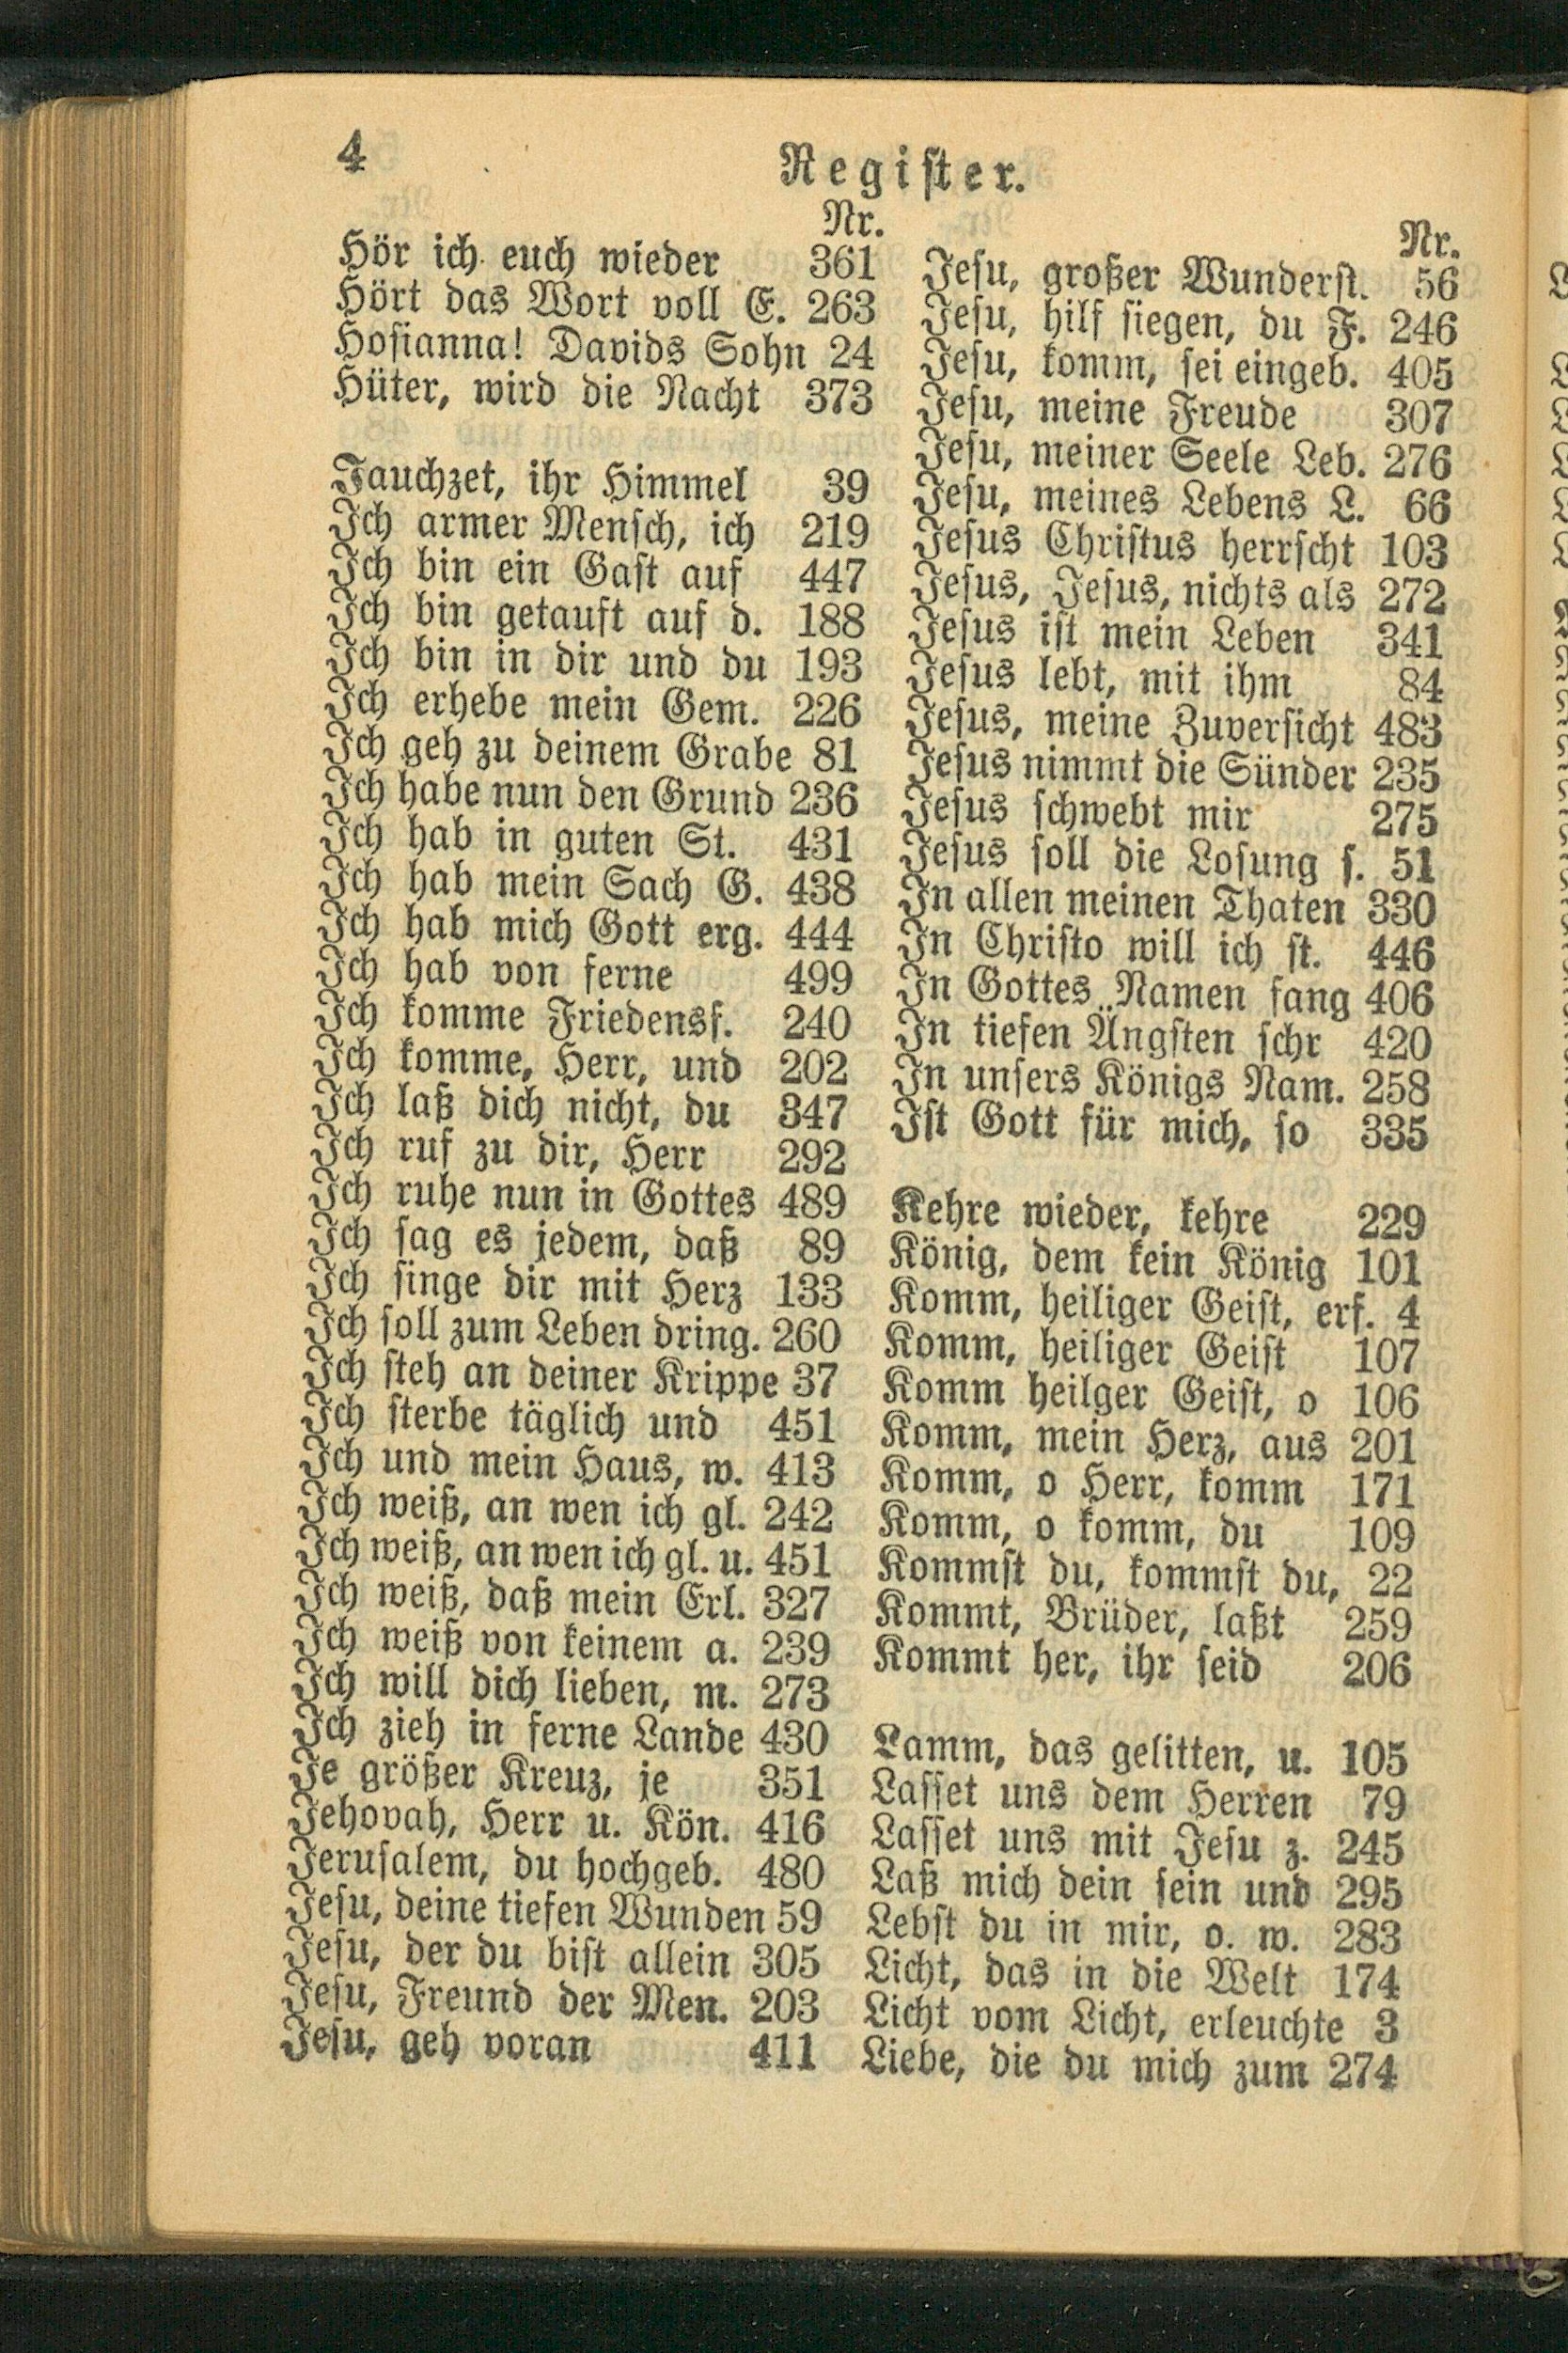 4
Register.
Nr.
Hör ich euch wieder 361
Hört das Wort voll E. 263
Hosianna! Davids Sohn 24
Hüter, wird die Nacht 373
Jauchzet, ihr Himmel 39
Ich armer Mensch, ich 219
Ich bin ein Gast auf 447
Ich bin getauft auf d. 188
Ich bin in dir und du 193
Ich erhebe mein Gem. 226
Ich geh zu deinem Grabe 81
Ich habe nun den Grund 236
Ich hab in guten St. 431
Ich hab mein Sach G. 438
Ich hab mich Gott erg. 444
Ich hab von ferne 499
Ich komme Friedensf. 240
Ich komme, Herr, und 202
Ich laß dich nicht, du 347
Ich ruf zu dir, Herr 292
Ich ruhe nun in Gottes 489
Ich sag es jedem, daß 89
Ich singe dir mit Herz 133
Ich soll zum Leben dring. 260
Ich steh an deiner Krippe 37
Ich sterbe täglich und 451
Ich und mein Haus, w. 413
Ich weiß, an wen ich gl. 242
Ich weiß, an wen ich gl. u. 451
Ich weiß, daß mein Erl. 327
Ich weiß von keinem a. 239
Ich will dich lieben, m. 273
Ich zieh in ferne Lande 430
Je größer Kreuz, je 351
Jehovah, Herr u. Kön. 416
Jerusalem, du hochgeb. 480
Jesu, deine tiefen Wunden 59
Jesu, der du bist allein 305
Jesu, Freund der Men. 203
Jesu, geh voran 411
Nr.
Jesu, großer Wunderst. 56
Jesu, hilf siegen, du F. 246
Jesu, komm, sei eingeb. 405
Jesu, meine Freude 307
Jesu, meiner Seele Leb. 276
Jesu, meines Lebens L. 66
Jesus Christus herrscht 103
Jesus, Jesus, nichts als 272
Jesus ist mein Leben 341
Jesus lebt, mit ihm 84
Jesus, meine Zuversicht 483
Jesus nimmt die Sünder 235
Jesus schwebt mir 275
Jesus soll die Losung s. 51
In allen meinen Thaten 330
In Christo will ich st. 446
In Gottes Namen fang 406
In tiefen Ängsten schr 420
In unsers Königs Nam. 258
Ist Gott für mich, so 335
Kehre wieder, kehre 229
König, dem kein König 101
Komm, heiliger Geist, erf. 4
Komm, heiliger Geist 107
Komm heilger Geist, o 106
Komm, mein Herz, aus 201
Komm, o Herr, komm 171
Komm, o komm, du 109
Kommst du, kommst du, 22
Kommt, Brüder, laßt 259
Kommt her, ihr seid 206
Lamm, das gelitten, u. 105
Lasset uns dem Herren 79
Lasset uns mit Jesu z. 245
Laß mich dein sein und 295
Lebst du in mir, o. w. 283
Licht, das in die Welt 174
Licht vom Licht, erleuchte 3
Liebe, die du mich zum 274